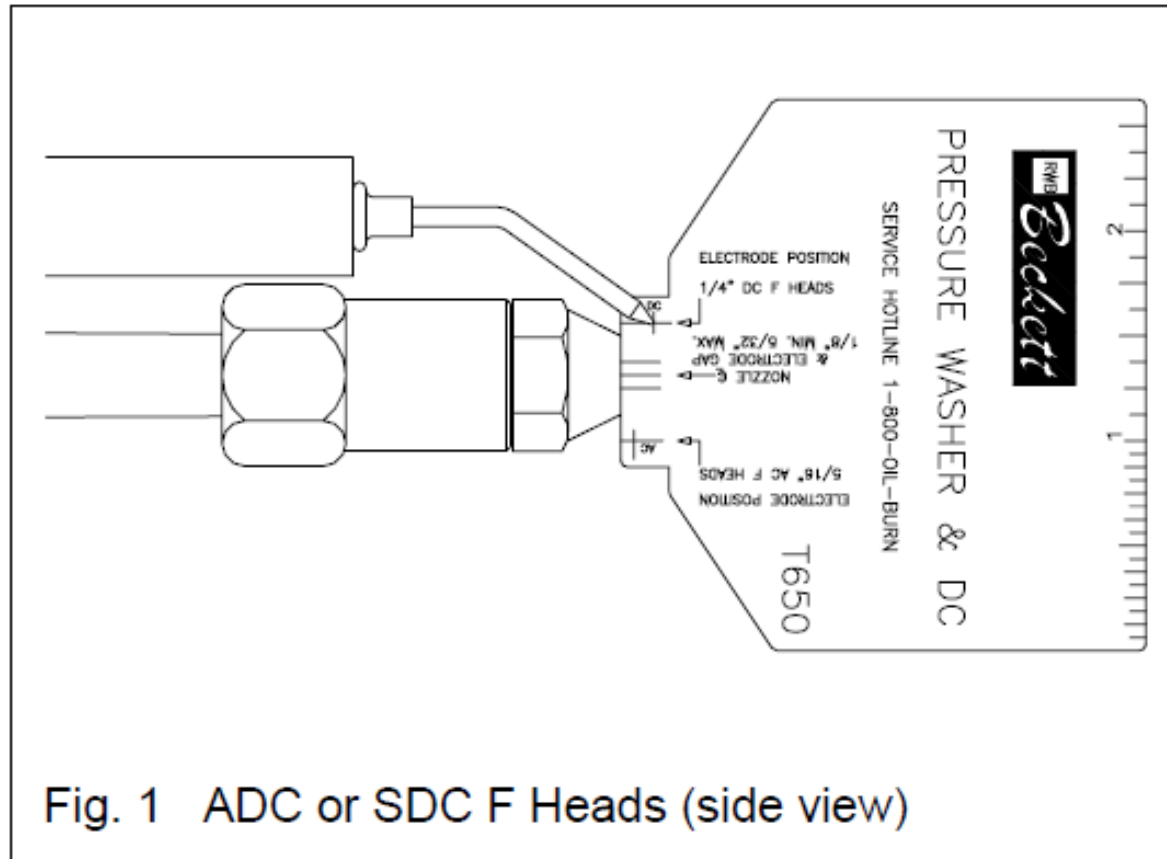 RWB
Beckett
PRESSURE WASHER & DC
SERVICE HOTLINE 1-800-OIL-BURN
2
1
ELECTRODE POSITION
1/4" DC F HEADS
DC
NOZZLE ℄
& ELECTRODE GAP
1/8" MIN. 5/32" MAX.
AC
ELECTRODE POSITION
5/16" AC F HEADS
T650
Fig. 1 ADC or SDC F Heads (side view)